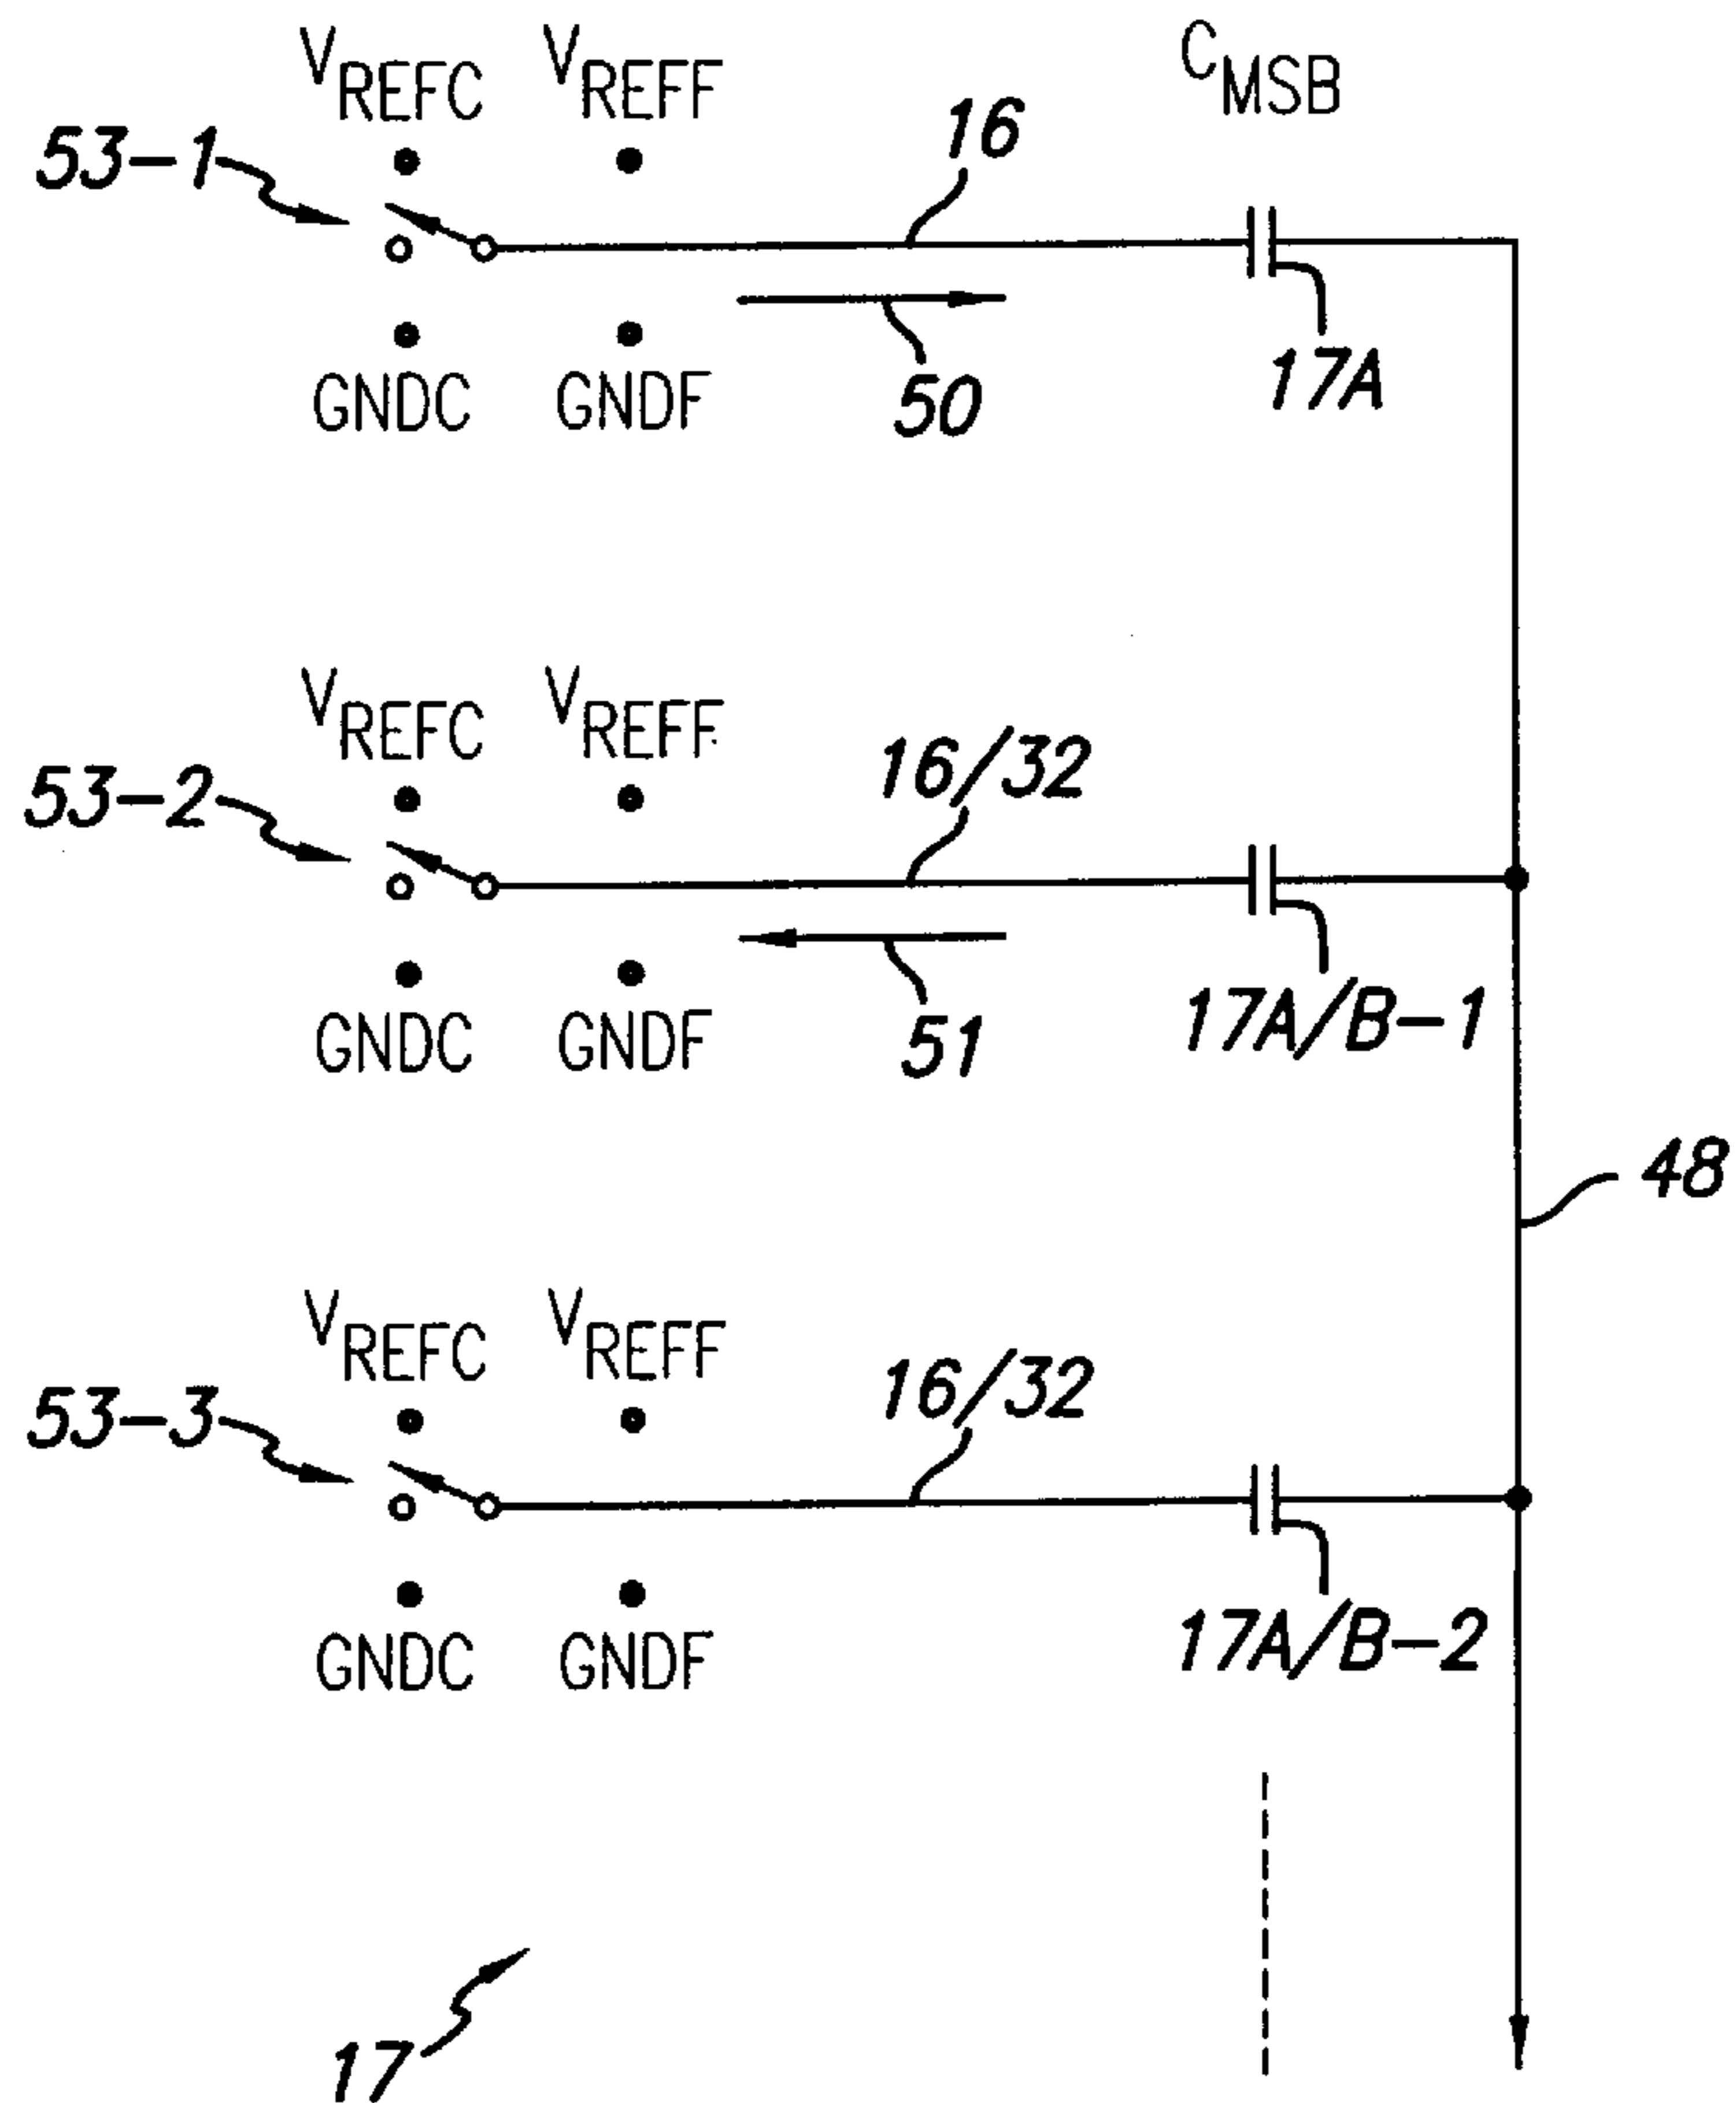 V_REFC V_REFF C_MSB
53-1 16
GNDC GNDF 50 17A
V_REFC V_REFF
53-2 16/32
GNDC GNDF 51 17A/B-1
48
V_REFC V_REFF
53-3 16/32
GNDC GNDF 17A/B-2
17